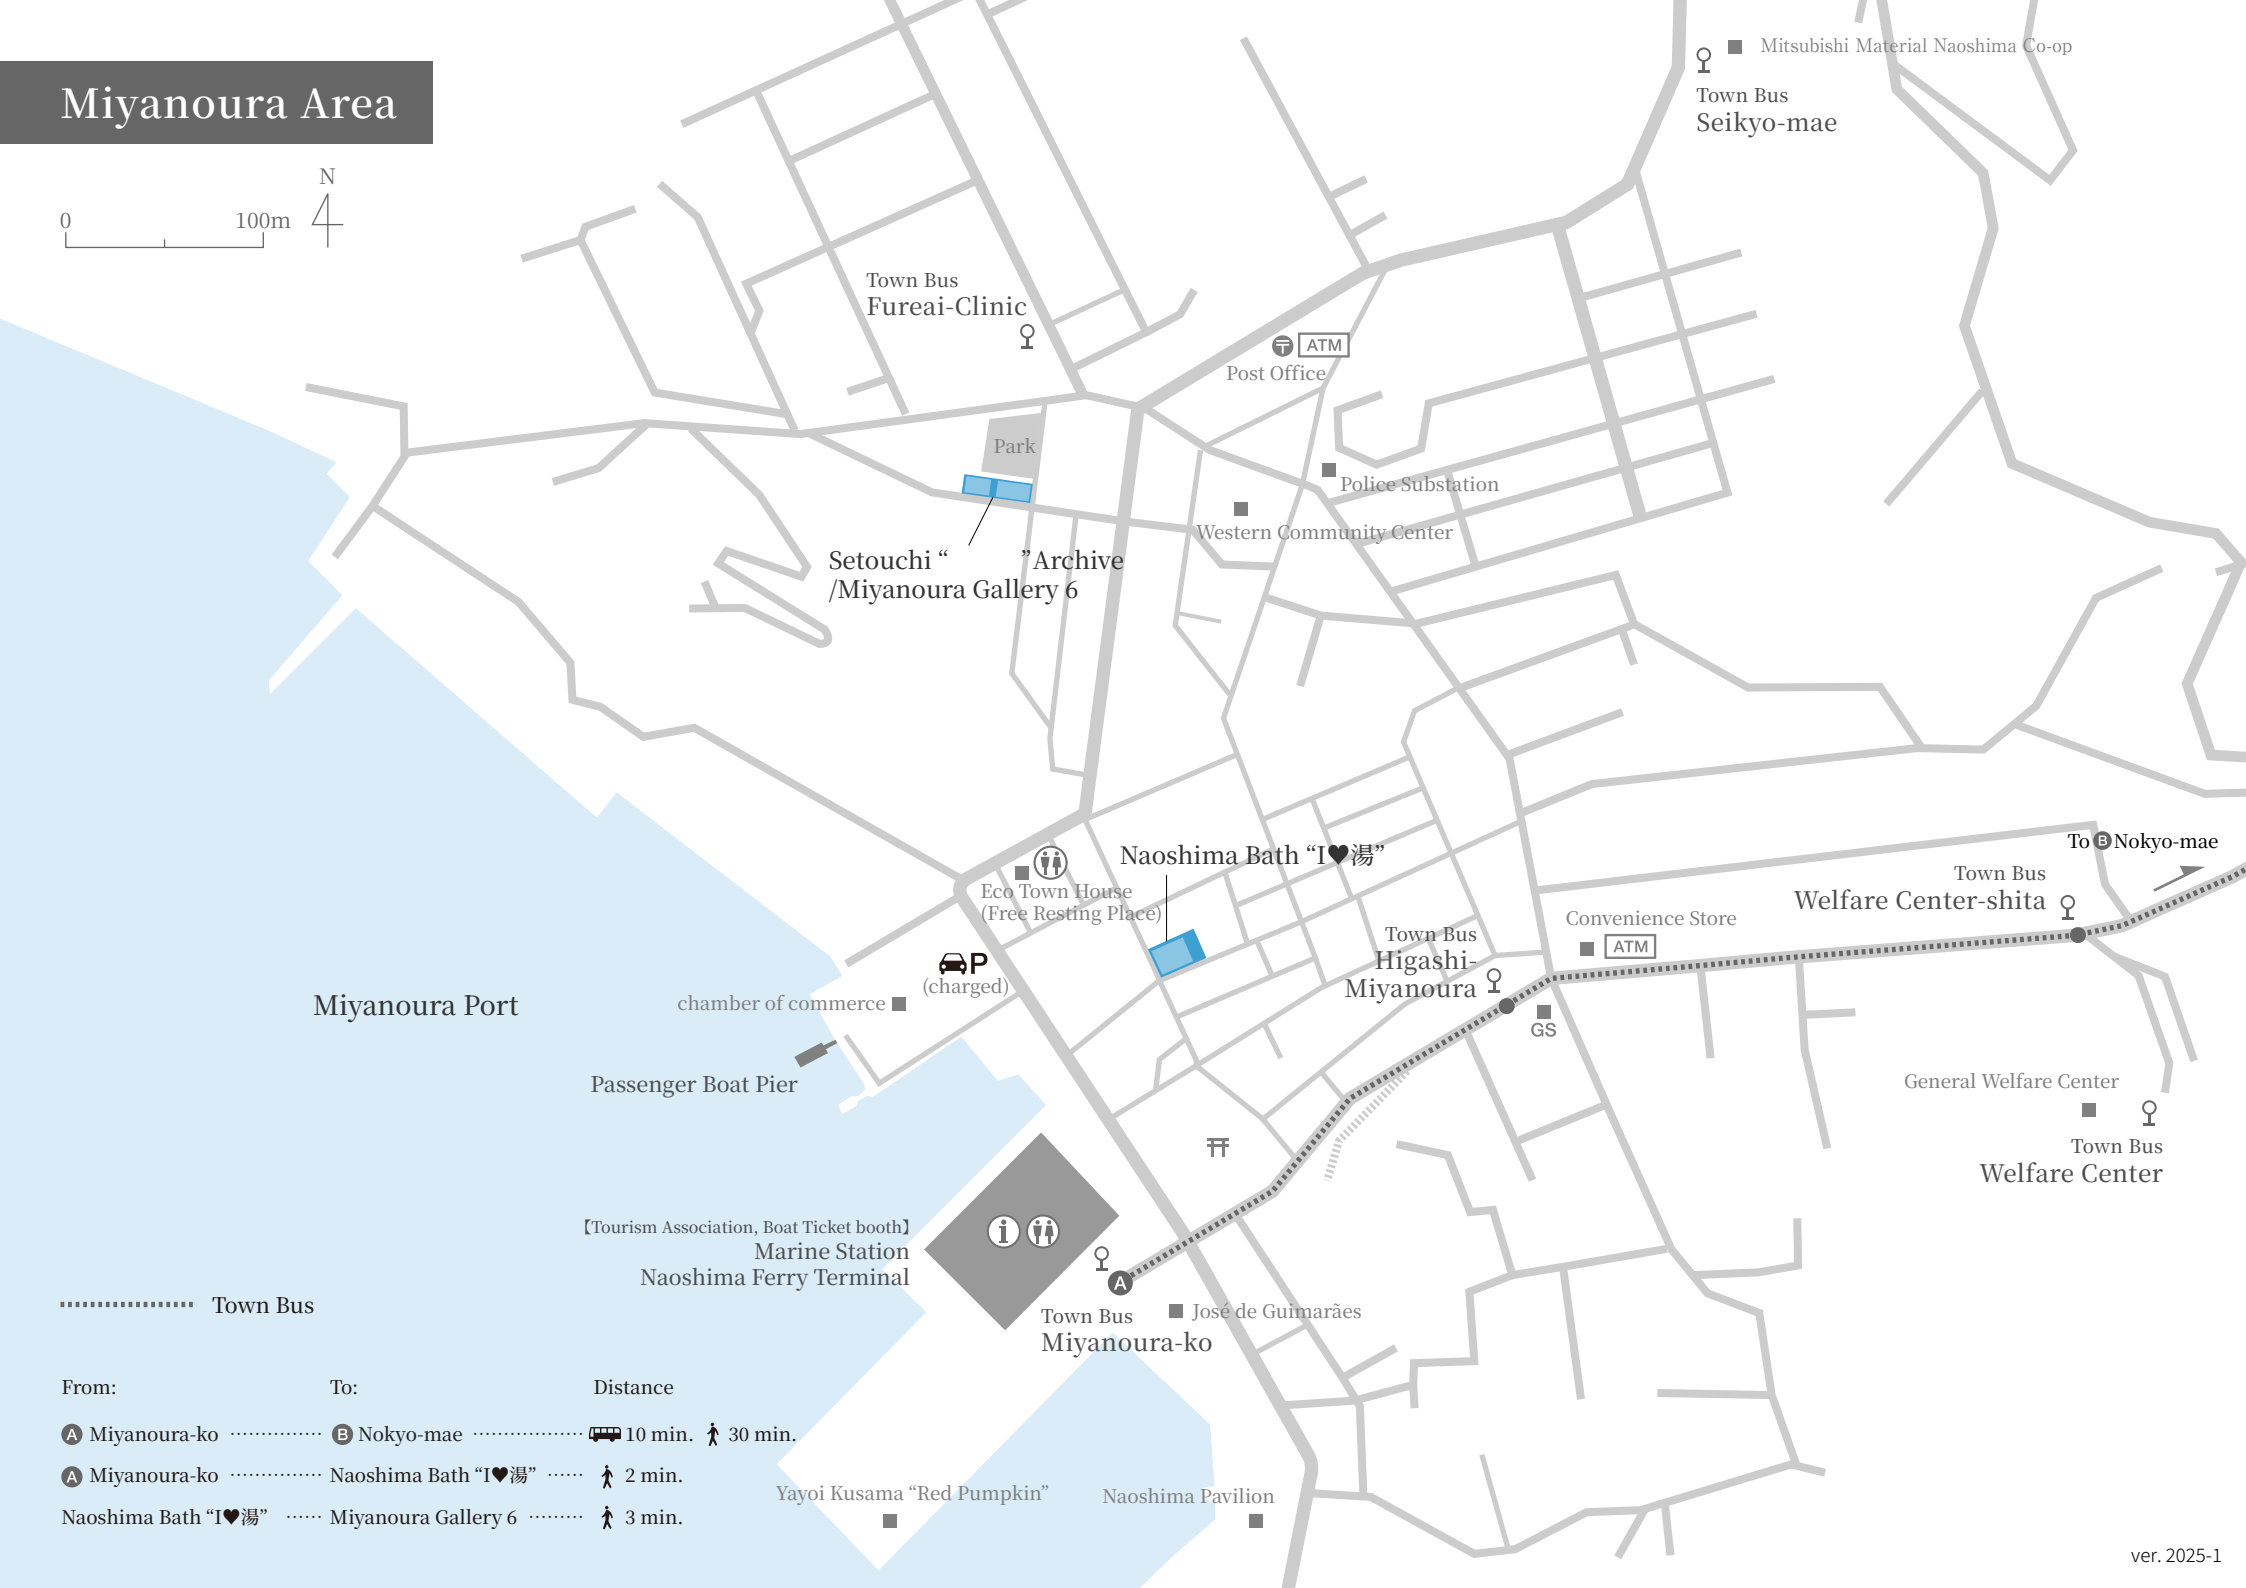 Miyanoura Area
0 100m
N
Mitsubishi Material Naoshima Co-op
Town Bus
Seikyo-mae
Town Bus
Fureai-Clinic
〒 ATM
Post Office
Park
Police Substation
Western Community Center
Setouchi “ ”Archive
/Miyanoura Gallery 6
Naoshima Bath “I♥湯”
Eco Town House
(Free Resting Place)
To B Nokyo-mae
Town Bus
Welfare Center-shita
Convenience Store
ATM
Town Bus
Higashi-
Miyanoura
GS
P
(charged)
chamber of commerce
Miyanoura Port
Passenger Boat Pier
General Welfare Center
Town Bus
Welfare Center
【Tourism Association, Boat Ticket booth】
Marine Station
Naoshima Ferry Terminal
i
A
Town Bus
Miyanoura-ko
José de Guimarães
Town Bus
From: To: Distance
A Miyanoura-ko ··············· B Nokyo-mae ·················· 10 min. 30 min.
A Miyanoura-ko ··············· Naoshima Bath “I♥湯” ······ 2 min.
Naoshima Bath “I♥湯” ······ Miyanoura Gallery 6 ········· 3 min.
Yayoi Kusama “Red Pumpkin”
Naoshima Pavilion
ver. 2025-1